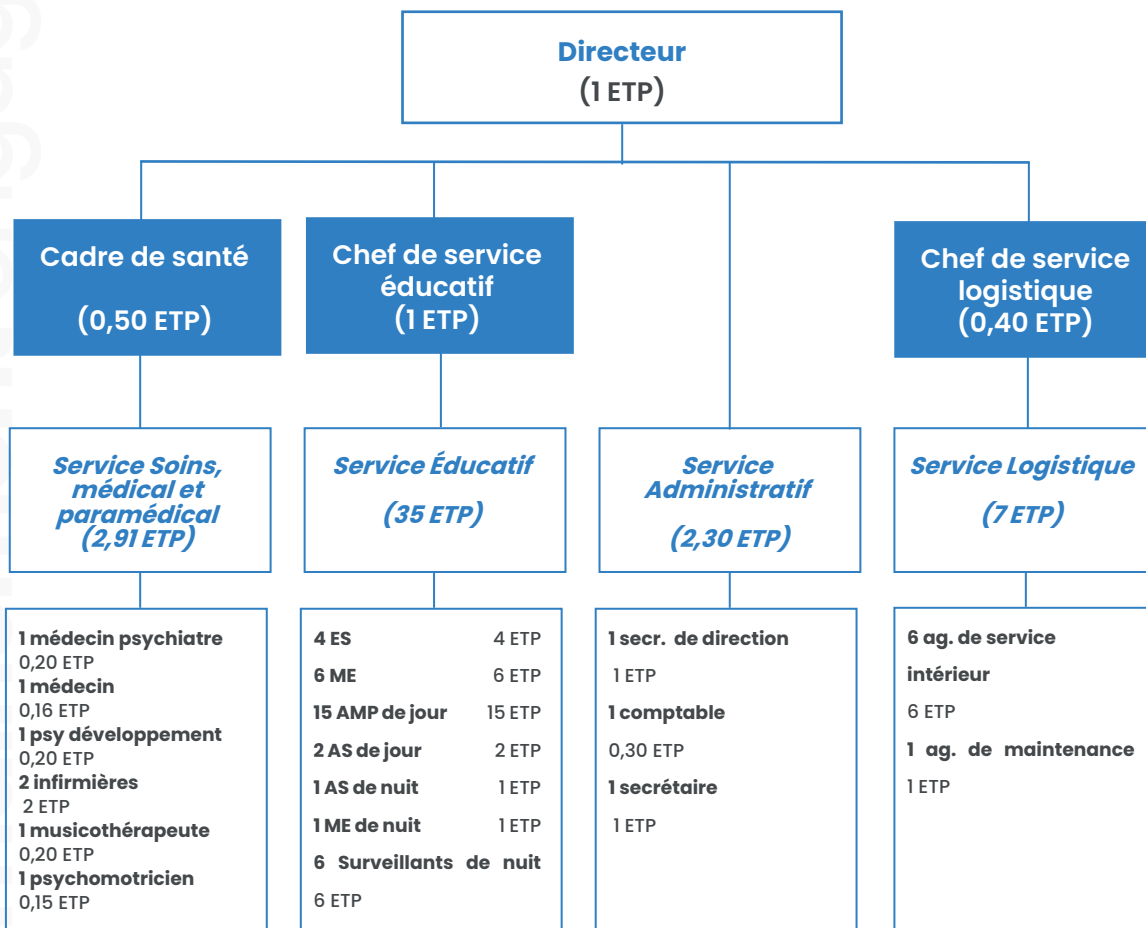 Directeur
(1 ETP)
Cadre de santé
(0,50 ETP)
Chef de service
éducatif
(1 ETP)
Chef de service
logistique
(0,40 ETP)
Service Soins,
médical et
paramédical
(2,91 ETP)
Service Éducatif
(35 ETP)
Service
Administratif
(2,30 ETP)
Service Logistique
(7 ETP)
1 médecin psychiatre
0,20 ETP
1 médecin
0,16 ETP
1 psy développement
0,20 ETP
2 infirmières
2 ETP
1 musicothérapeute
0,20 ETP
1 psychomotricien
0,15 ETP
4 ES 4 ETP
6 ME 6 ETP
15 AMP de jour 15 ETP
2 AS de jour 2 ETP
1 AS de nuit 1 ETP
1 ME de nuit 1 ETP
6 Surveillants de nuit
6 ETP
1 secr. de direction
1 ETP
1 comptable
0,30 ETP
1 secrétaire
1 ETP
6 ag. de service
intérieur
6 ETP
1 ag. de maintenance
1 ETP